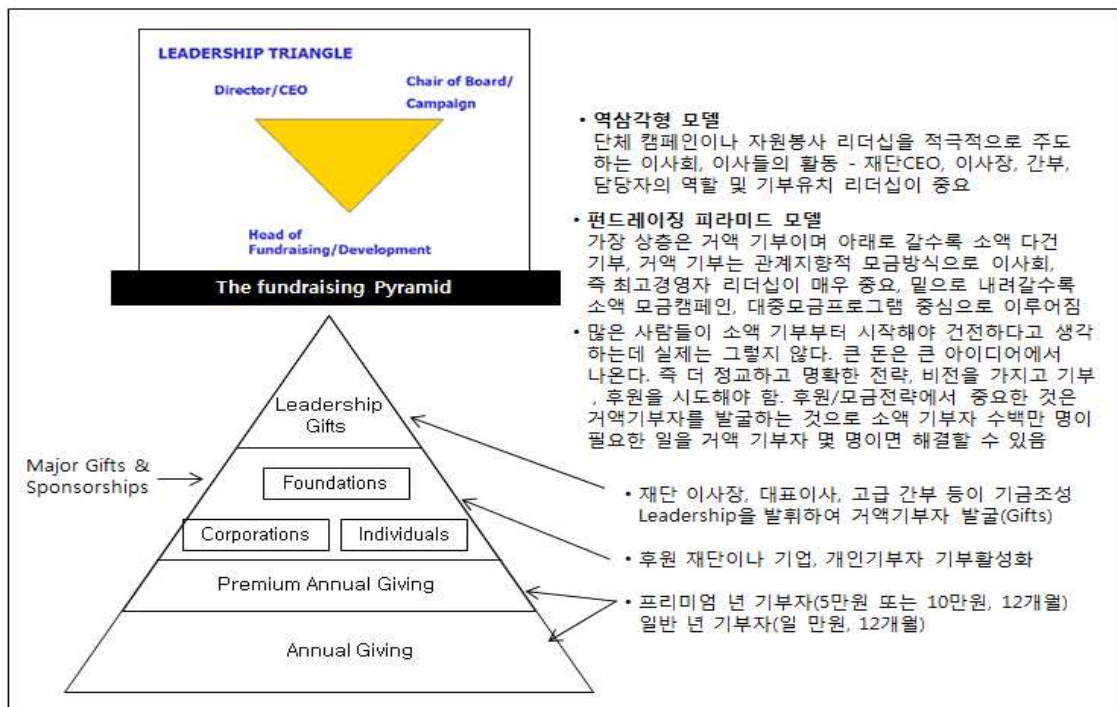 LEADERSHIP TRIANGLE
Director/CEO
Chair of Board/
Campaign
Head of
Fundraising/Development
The fundraising Pyramid
Leadership
Gifts
Major Gifts &
Sponsorships
Foundations
Corporations
Individuals
Premium Annual Giving
Annual Giving
• 역삼각형 모델
단체 캠페인이나 자원봉사 리더십을 적극적으로 주도
하는 이사회, 이사들의 활동 - 재단CEO, 이사장, 간부,
담당자의 역할 및 기부유치 리더십이 중요
• 펀드레이징 피라미드 모델
가장 상층은 거액 기부이며 아래로 갈수록 소액 다건
기부, 거액 기부는 관계지향적 모금방식으로 이사회,
즉 최고경영자 리더십이 매우 중요, 밑으로 내려갈수록
소액 모금캠페인, 대중모금프로그램 중심으로 이루어짐
• 많은 사람들이 소액 기부부터 시작해야 건전하다고 생각
하는데 실제는 그렇지 않다. 큰 돈은 큰 아이디어에서
나온다. 즉 더 정교하고 명확한 전략, 비전을 가지고 기부
, 후원을 시도해야 함. 후원/모금전략에서 중요한 것은
거액기부자를 발굴하는 것으로 소액 기부자 수백만 명이
필요한 일을 거액 기부자 몇 명이면 해결할 수 있음
• 재단 이사장, 대표이사, 고급 간부 등이 기금조성
Leadership을 발휘하여 거액기부자 발굴(Gifts)
• 후원 재단이나 기업, 개인기부자 기부활성화
• 프리미엄 년 기부자(5만원 또는 10만원, 12개월)
일반 년 기부자(일 만원, 12개월)